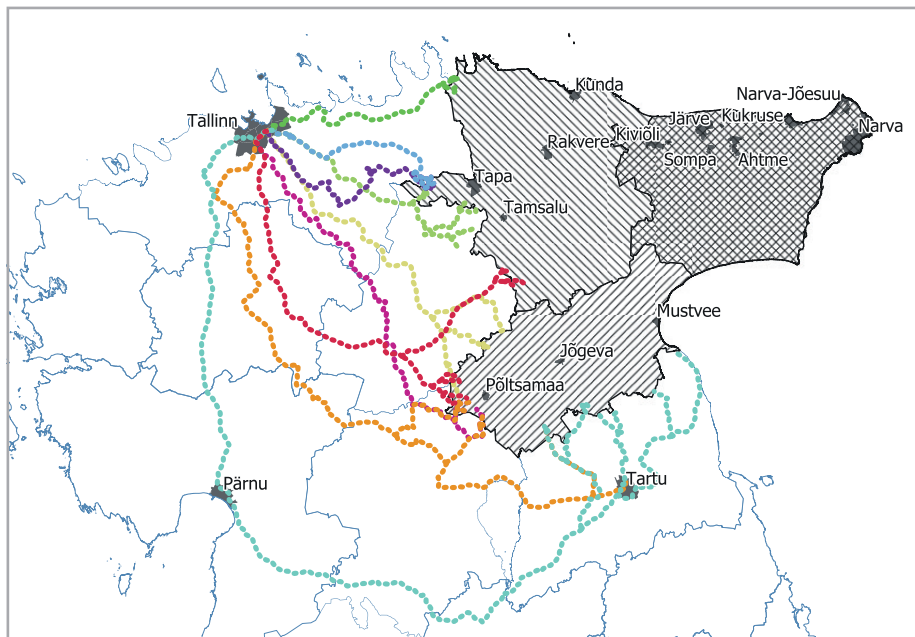 Kunda
Narva-Jõesuu
Tallinn
Järve
Kukruse
Narva
Kiviõli
Rakvere
Sompa
Ahtme
Tapa
Tamsalu
Mustvee
Jõgeva
Põltsamaa
Pärnu
Tartu